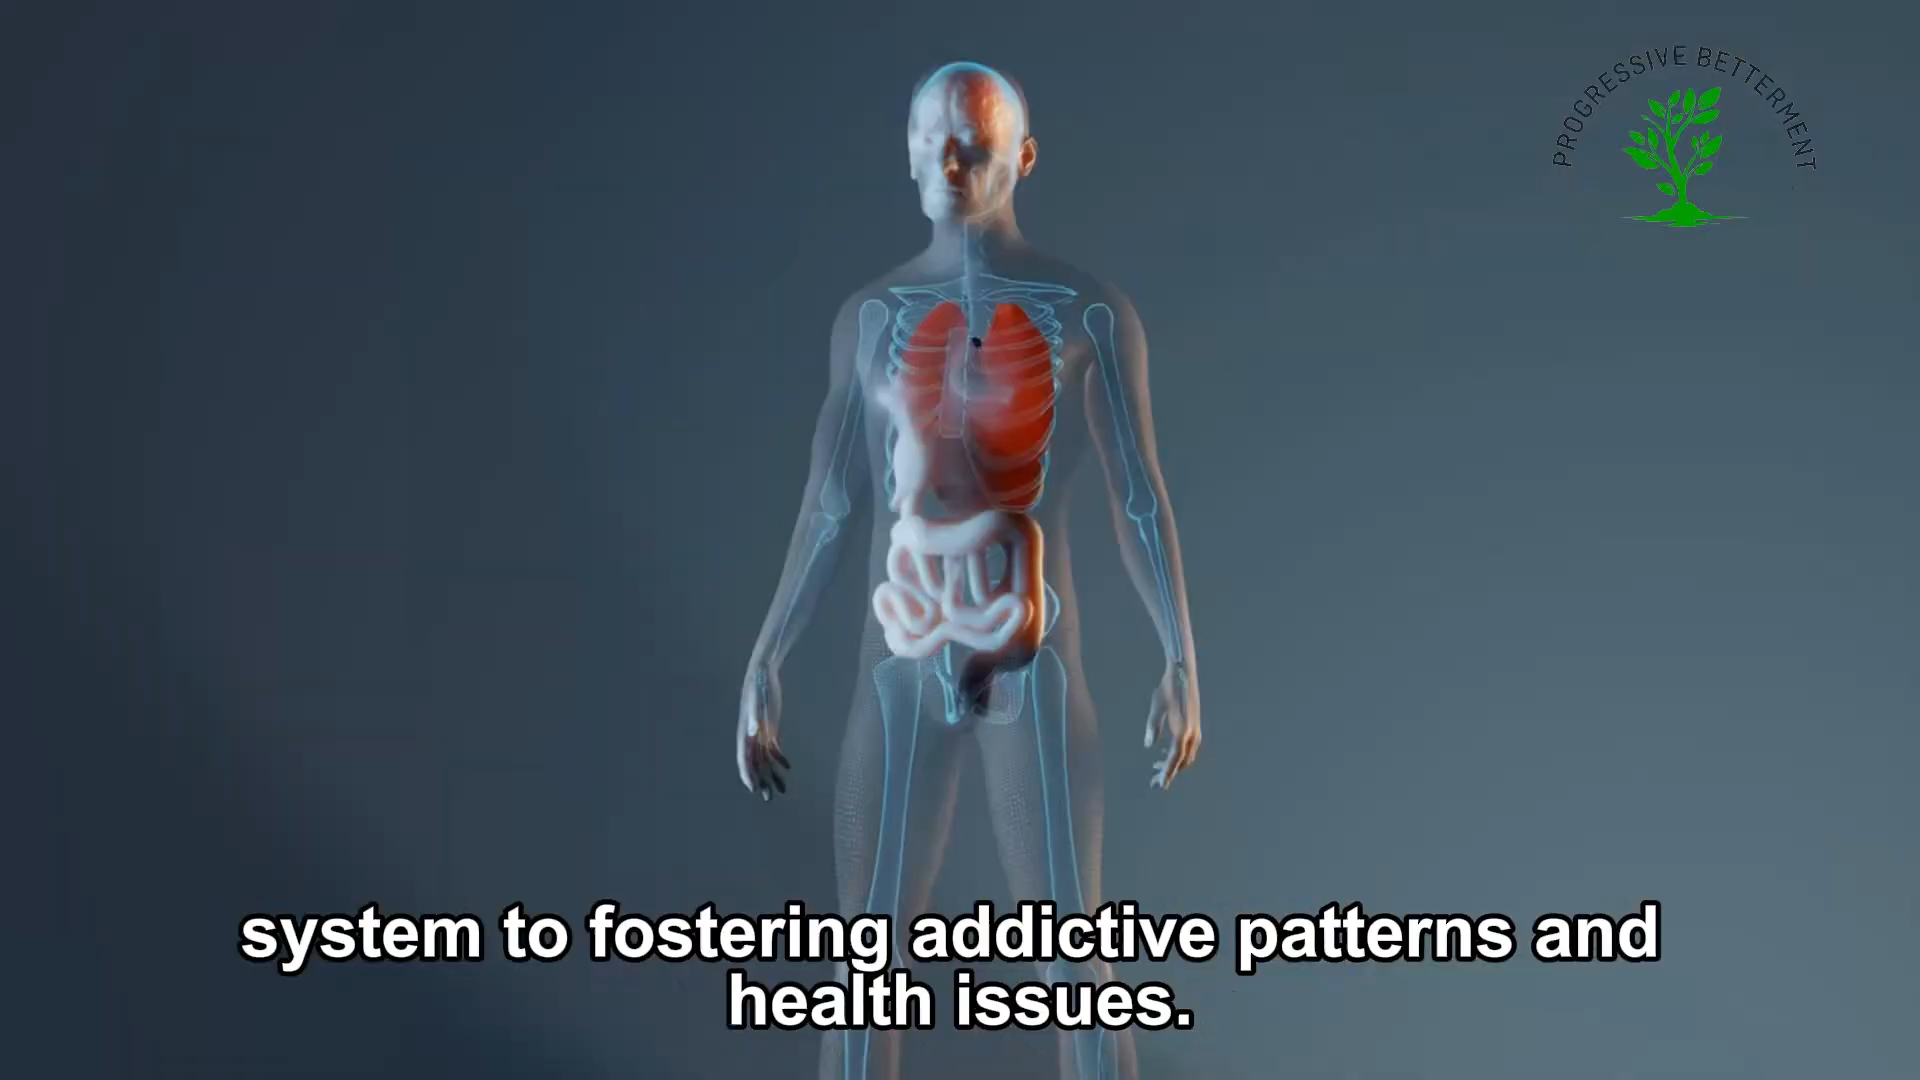 PROGRESSIVE BETTERMENT
system to fostering addictive patterns and
health issues.